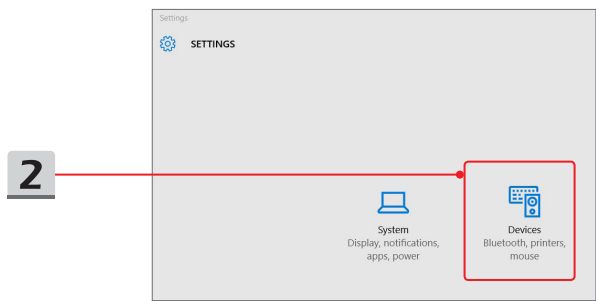 Settings
SETTINGS
2
System
Display, notifications,
apps, power
Devices
Bluetooth, printers,
mouse